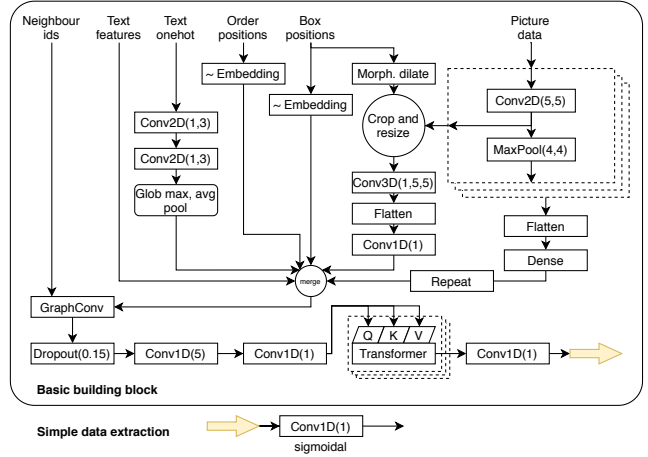 Neighbour
ids
Text
features
Text
onehot
Order
positions
Box
positions
Picture
data
~ Embedding
Morph. dilate
~ Embedding
Conv2D(5,5)
Conv2D(1,3)
Crop and
resize
Conv2D(1,3)
MaxPool(4,4)
Glob max, avg
pool
Conv3D(1,5,5)
Flatten
Flatten
Conv1D(1)
Dense
merge
Repeat
GraphConv
Q K V
Dropout(0.15)
Conv1D(5)
Conv1D(1)
Transformer
Conv1D(1)
Basic building block
Simple data extraction
Conv1D(1)
sigmoidal